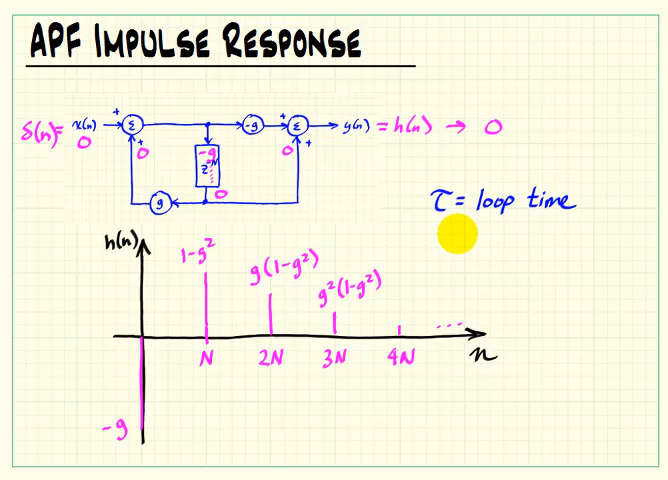 APF IMPULSE RESPONSE
δ(n)= x(n) + Σ -g + Σ y(n) = h(n) → 0
0 + 0 -g z^-N 0 +
g 0
τ = loop time
h(n)
1-g²
g(1-g²)
g²(1-g²)
...
N 2N 3N 4N n
-g